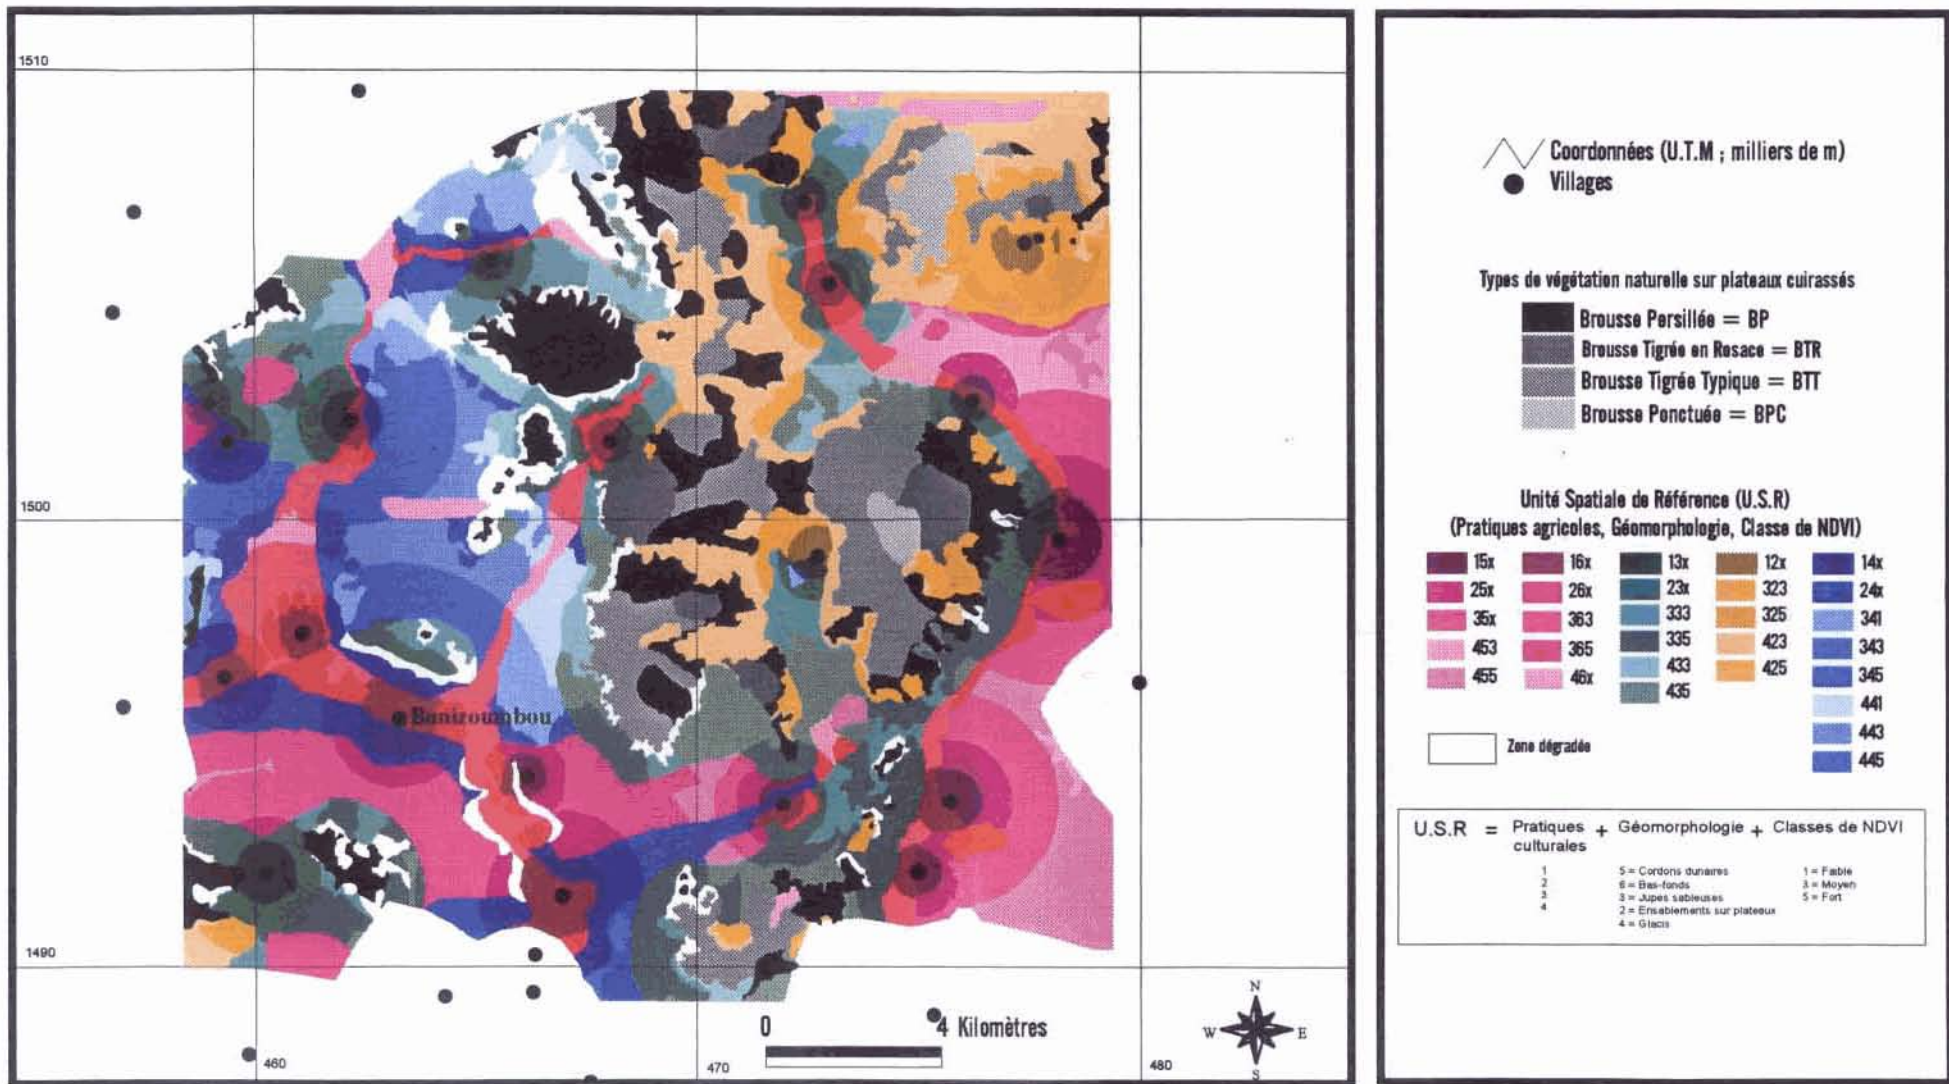 1510
1500
1490
460
470
480
Banizoumbou
0 4 Kilomètres
N
W E
S
Coordonnées (U.T.M ; milliers de m)
Villages
Types de végétation naturelle sur plateaux cuirassés
Brousse Persillée = BP
Brousse Tigrée en Rosace = BTR
Brousse Tigrée Typique = BTT
Brousse Ponctuée = BPC
Unité Spatiale de Référence (U.S.R)
(Pratiques agricoles, Géomorphologie, Classe de NDVI)
15x 16x 13x 12x 14x
25x 26x 23x 323 24x
35x 363 333 325 341
453 365 335 423 343
455 46x 433 425 345
435 441
443
445
Zone dégradée
U.S.R = Pratiques + Géomorphologie + Classes de NDVI
culturales
1 5 = Cordons dunaires 1 = Faible
2 6 = Bas-fonds 3 = Moyen
3 3 = Jupes sableuses 5 = Fort
4 2 = Ensablements sur plateaux
4 = Glacis